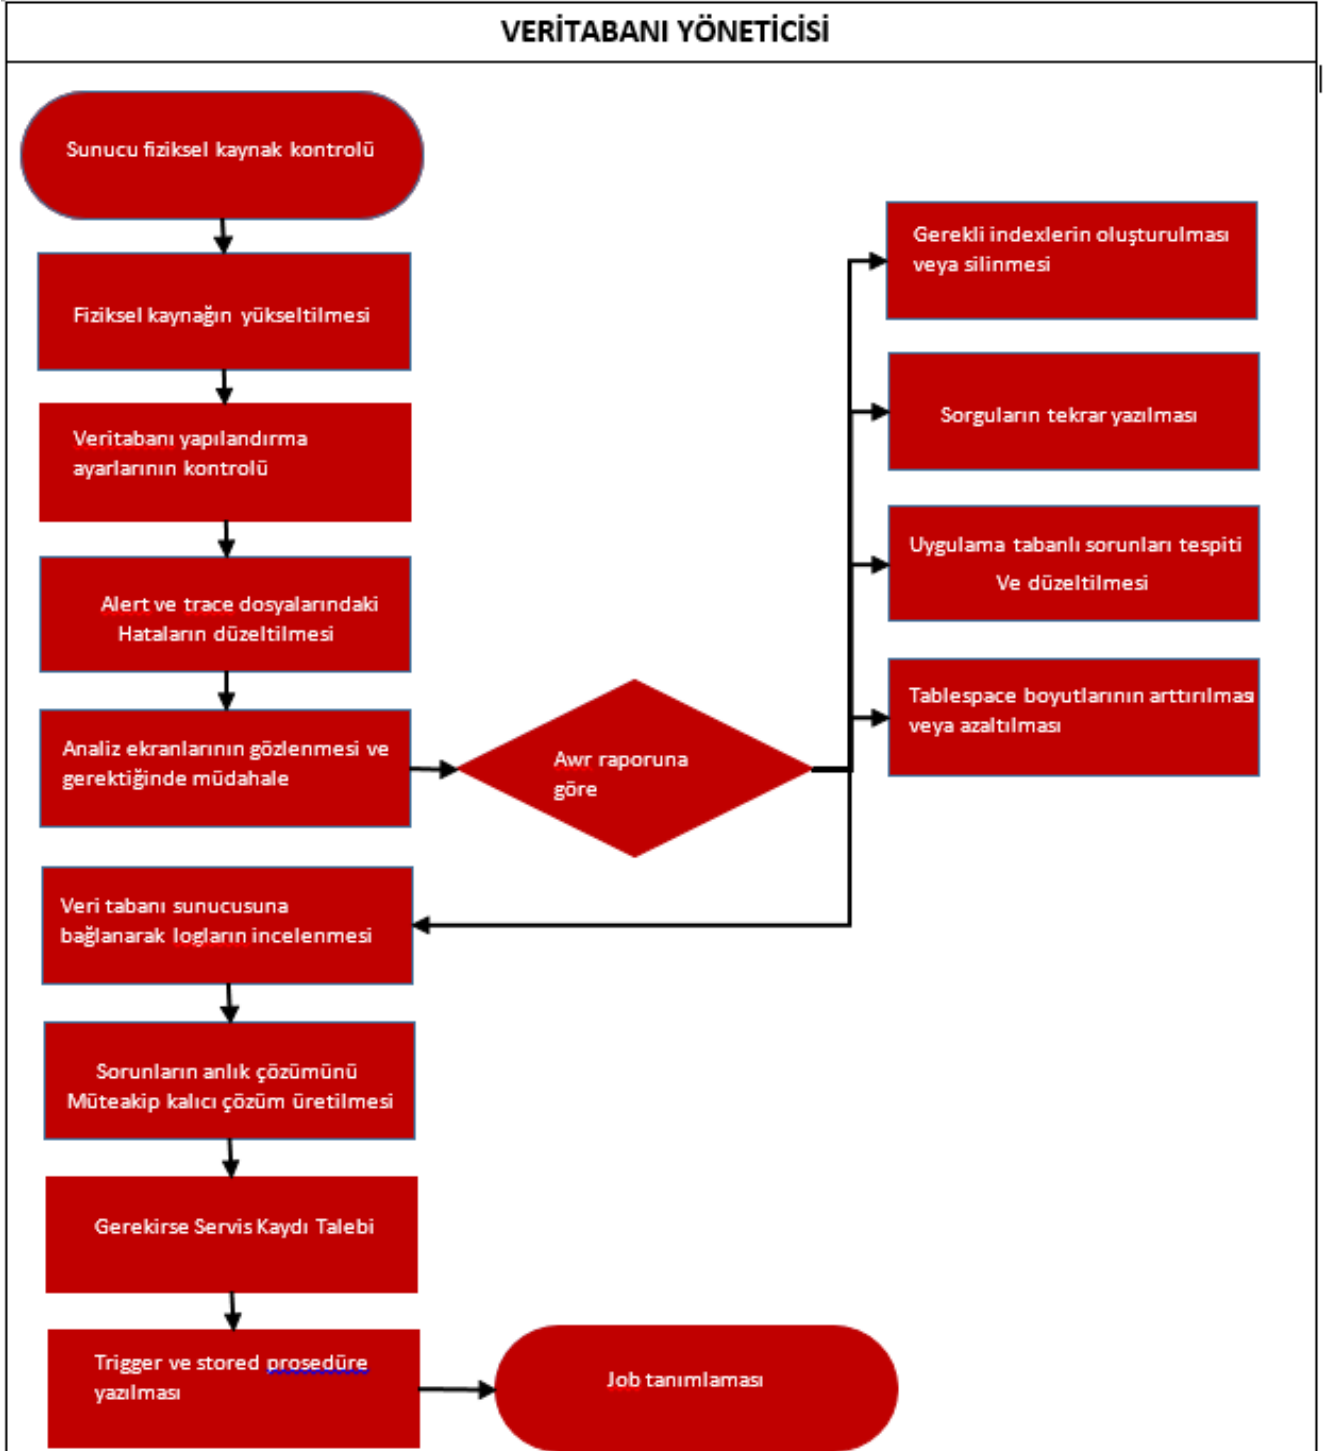 VERİTABANI YÖNETİCİSİ
Sunucu fiziksel kaynak kontrolü
Fiziksel kaynağın yükseltilmesi
Veritabanı yapılandırma
ayarlarının kontrolü
Alert ve trace dosyalarındaki
Hataların düzeltilmesi
Analiz ekranlarının gözlenmesi ve
gerektiğinde müdahale
Awr raporuna
göre
Gerekli indexlerin oluşturulması
veya silinmesi
Sorguların tekrar yazılması
Uygulama tabanlı sorunları tespiti
Ve düzeltilmesi
Tablespace boyutlarının arttırılması
veya azaltılması
Veri tabanı sunucusuna
bağlanarak logların incelenmesi
Sorunların anlık çözümünü
Müteakip kalıcı çözüm üretilmesi
Gerekirse Servis Kaydı Talebi
Trigger ve stored prosedüre
yazılması
Job tanımlaması